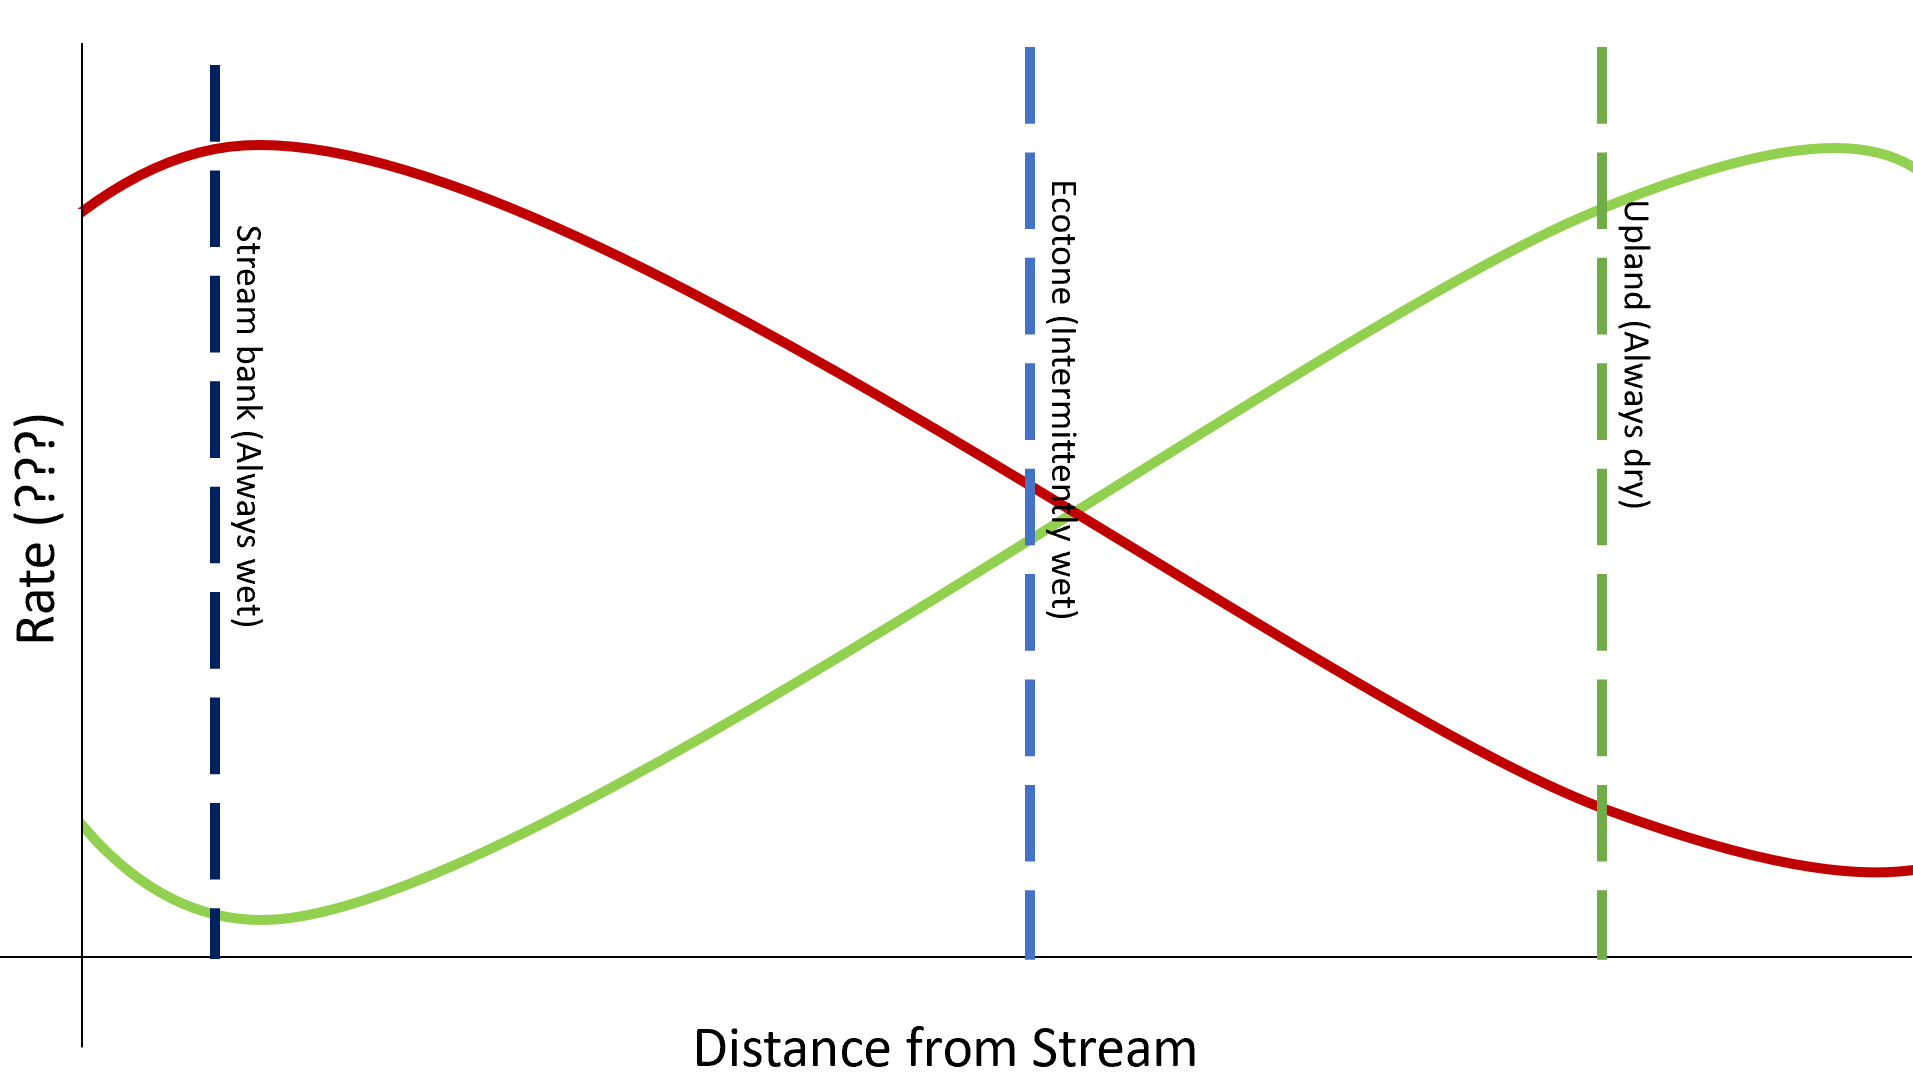 Rate (???)
Stream bank (Always wet)
Ecotone (Intermittently wet)
Upland (Always dry)
Distance from Stream